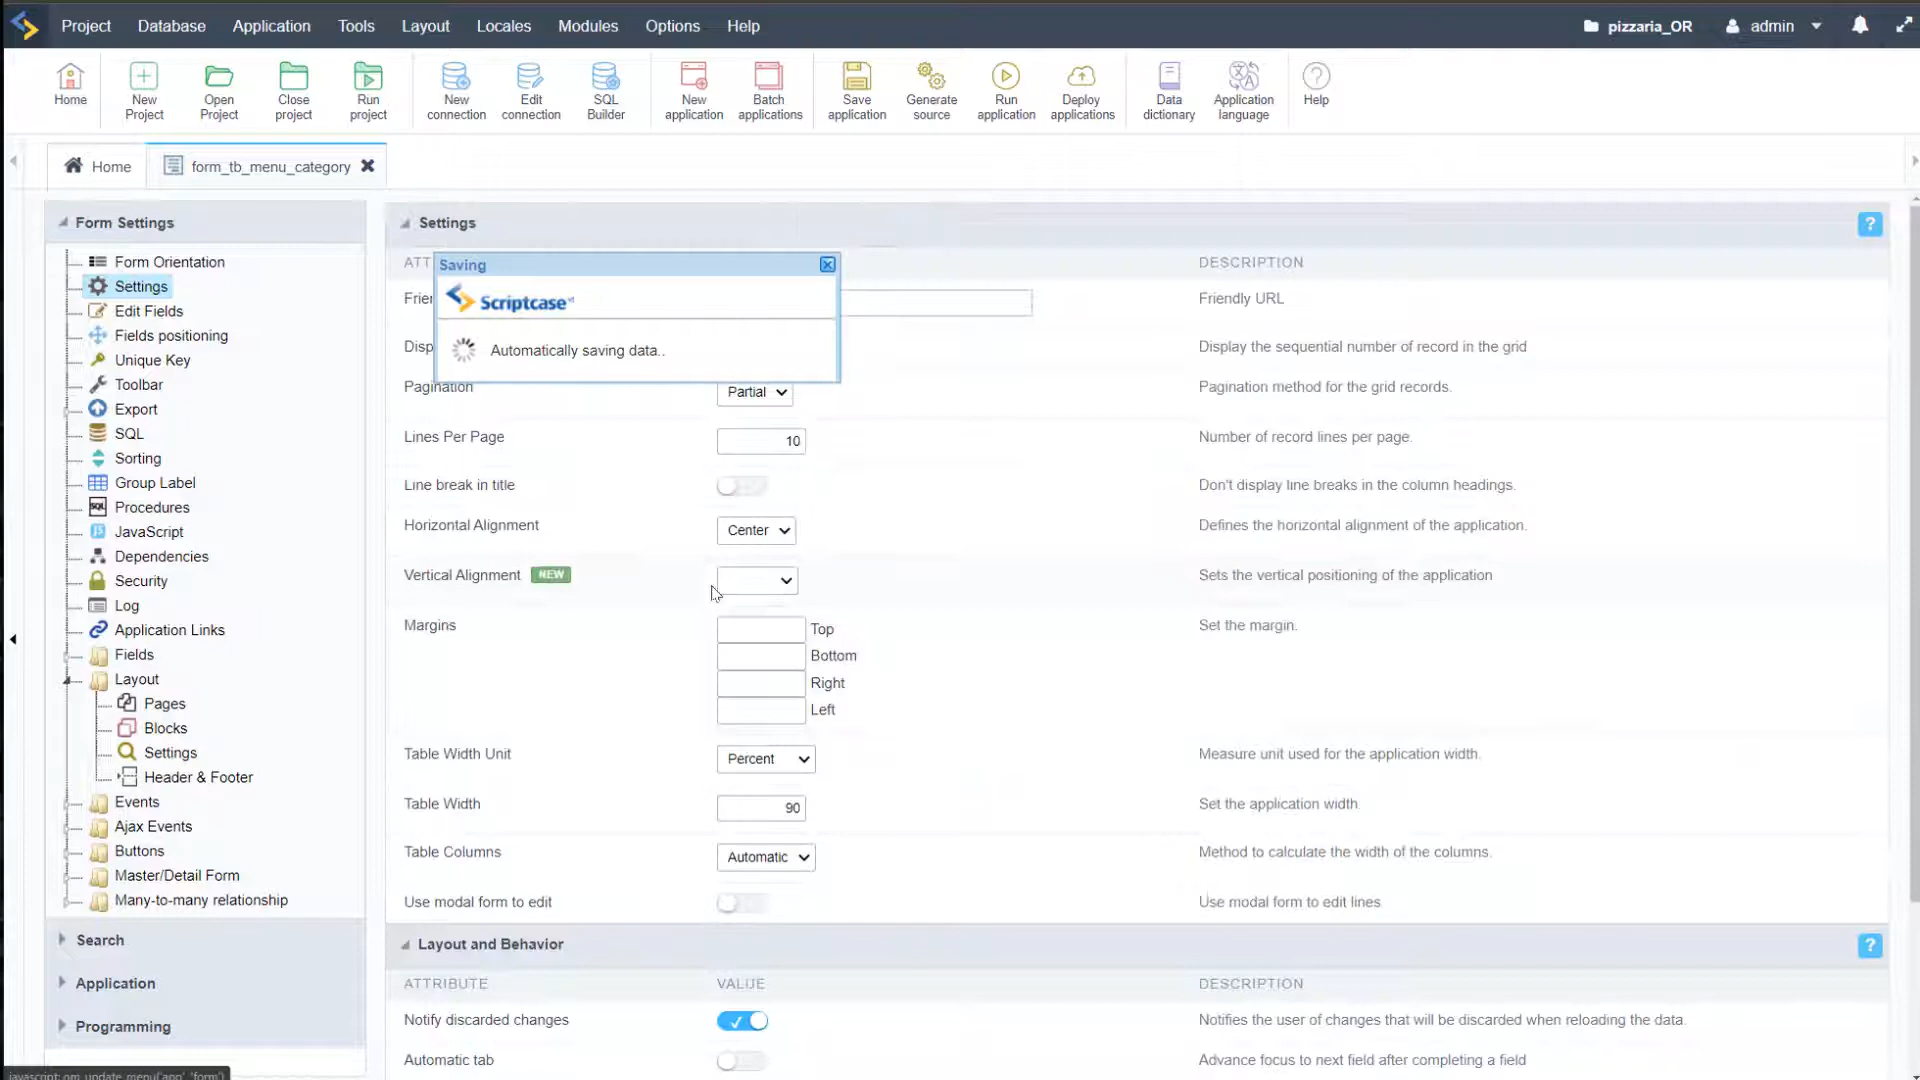 Project Database Application Tools Layout Locales Modules Options Help pizzaria_OR admin
Home
New Project
Open Project
Close project
Run project
New connection
Edit connection
SQL Builder
New application
Batch applications
Save application
Generate source
Run application
Deploy applications
Data dictionary
Application language
Help
Home form_tb_menu_category
Form Settings
Form Orientation
Settings
Edit Fields
Fields positioning
Unique Key
Toolbar
Export
SQL
Sorting
Group Label
Procedures
JavaScript
Dependencies
Security
Log
Application Links
Fields
Layout
Pages
Blocks
Settings
Header & Footer
Events
Ajax Events
Buttons
Master/Detail Form
Many-to-many relationship
Search
Application
Programming
Settings ?
ATT DESCRIPTION
Frien Friendly URL
Saving
Scriptcase
Automatically saving data..
Disp Display the sequential number of record in the grid
Pagination Partial Pagination method for the grid records.
Lines Per Page 10 Number of record lines per page.
Line break in title Don't display line breaks in the column headings.
Horizontal Alignment Center Defines the horizontal alignment of the application.
Vertical Alignment NEW Sets the vertical positioning of the application
Margins Top Set the margin.
Bottom
Right
Left
Table Width Unit Percent Measure unit used for the application width.
Table Width 90 Set the application width.
Table Columns Automatic Method to calculate the width of the columns.
Use modal form to edit Use modal form to edit lines
Layout and Behavior ?
ATTRIBUTE VALUE DESCRIPTION
Notify discarded changes Notifies the user of changes that will be discarded when reloading the data.
Automatic tab Advance focus to next field after completing a field